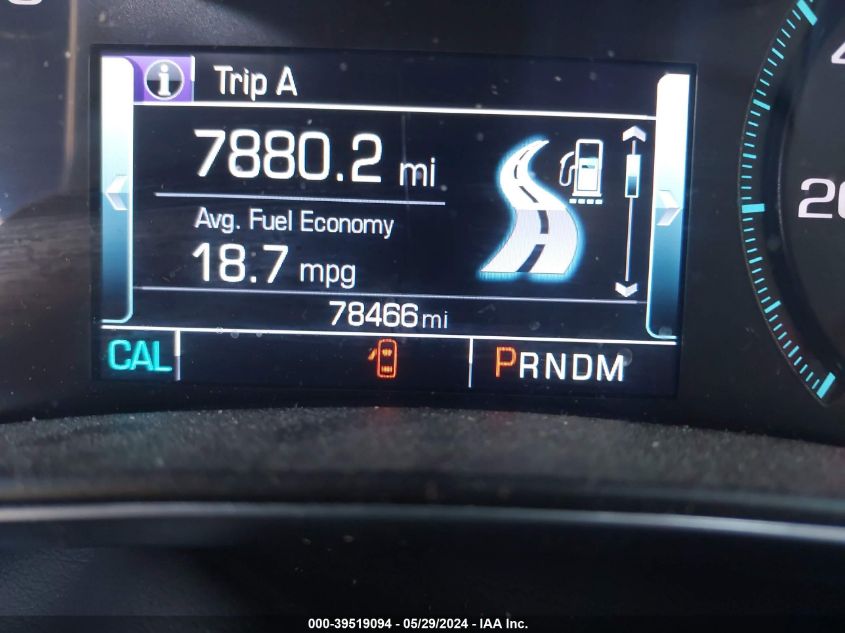 Trip A
7880.2 mi
Avg. Fuel Economy
18.7 mpg
78466 mi
CAL
PRNDM
000-39519094 - 05/29/2024 - IAA Inc.